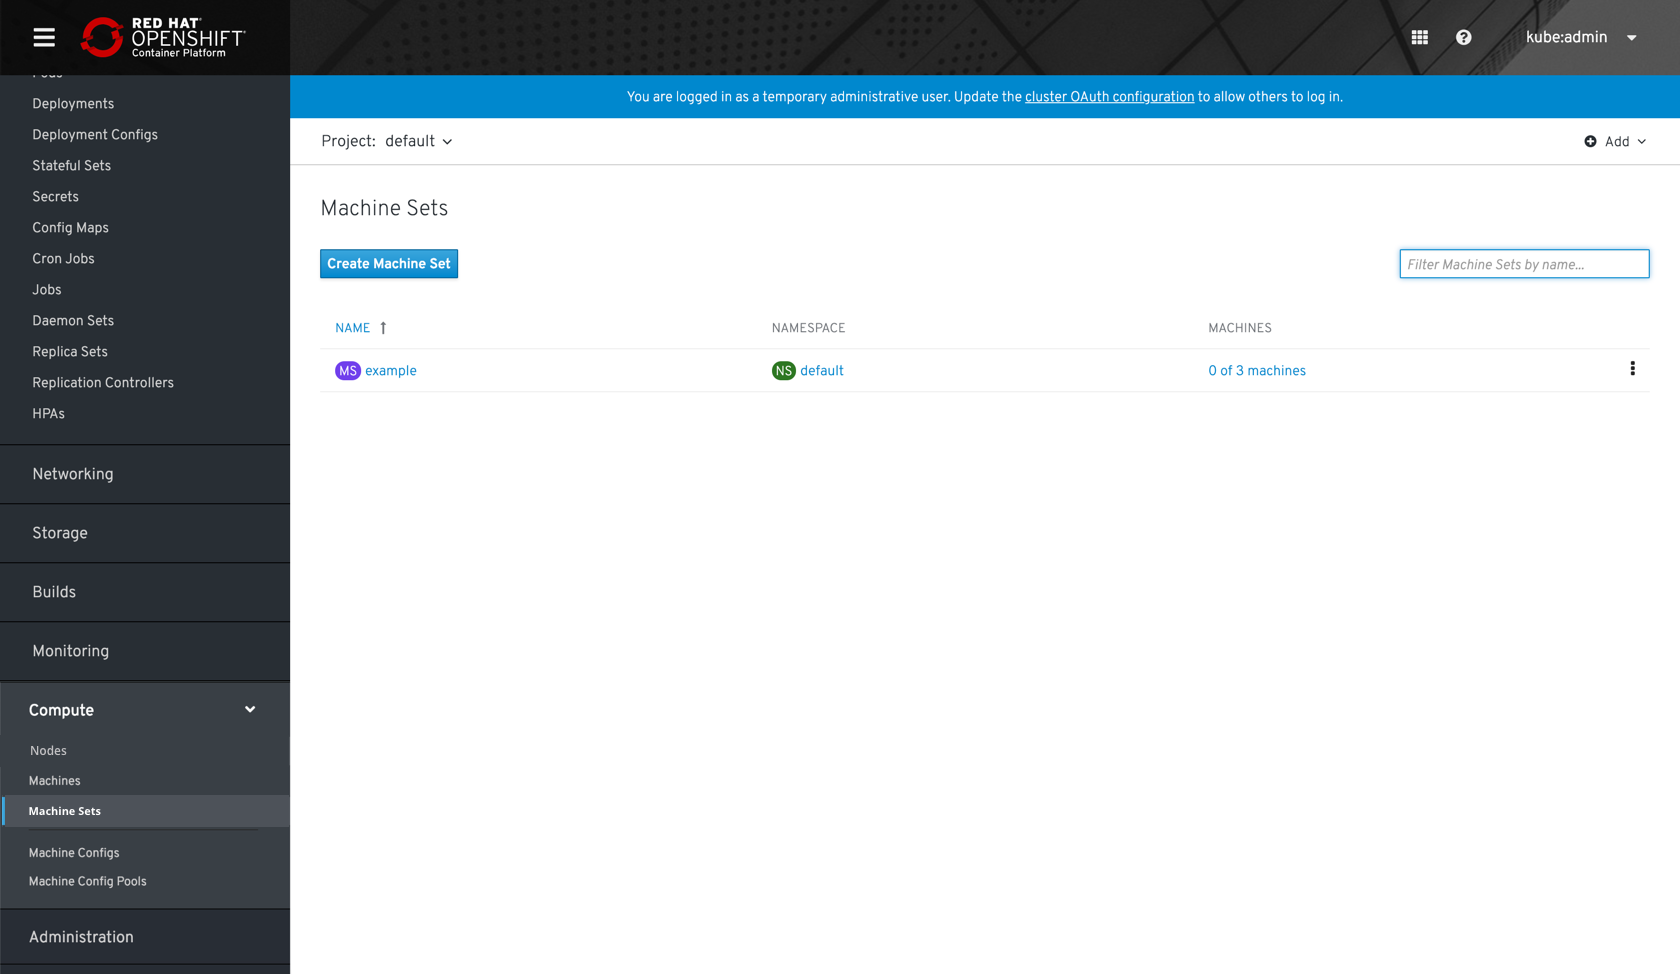 RED HAT
OPENSHIFT
Container Platform
kube:admin
You are logged in as a temporary administrative user. Update the cluster OAuth configuration to allow others to log in.
Deployments
Deployment Configs
Stateful Sets
Secrets
Config Maps
Cron Jobs
Jobs
Daemon Sets
Replica Sets
Replication Controllers
HPAs
Networking
Storage
Builds
Monitoring
Compute
Nodes
Machines
Machine Sets
Machine Configs
Machine Config Pools
Administration
Project: default
Add
Machine Sets
Create Machine Set
Filter Machine Sets by name...
NAME NAMESPACE MACHINES
MS example NS default 0 of 3 machines